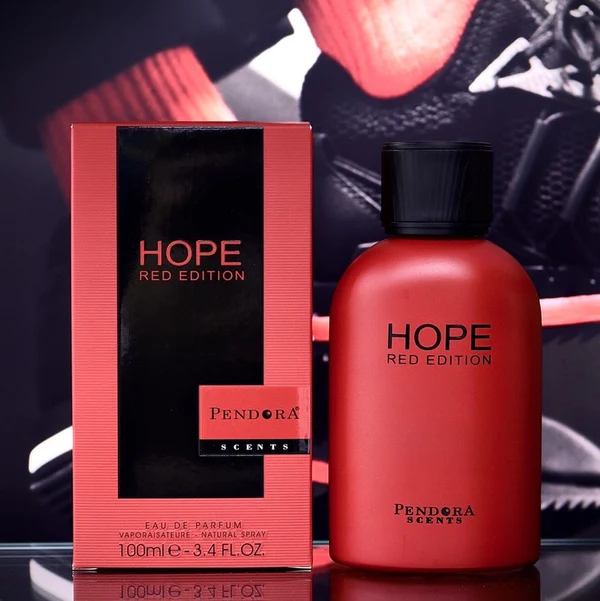 HOPE
RED EDITION
PENDORA
SCENTS
EAU DE PARFUM
VAPORAISATEURE - NATURAL SPRAY
100ml e - 3.4 FL.OZ.
HOPE
RED EDITION
PENDORA
SCENTS